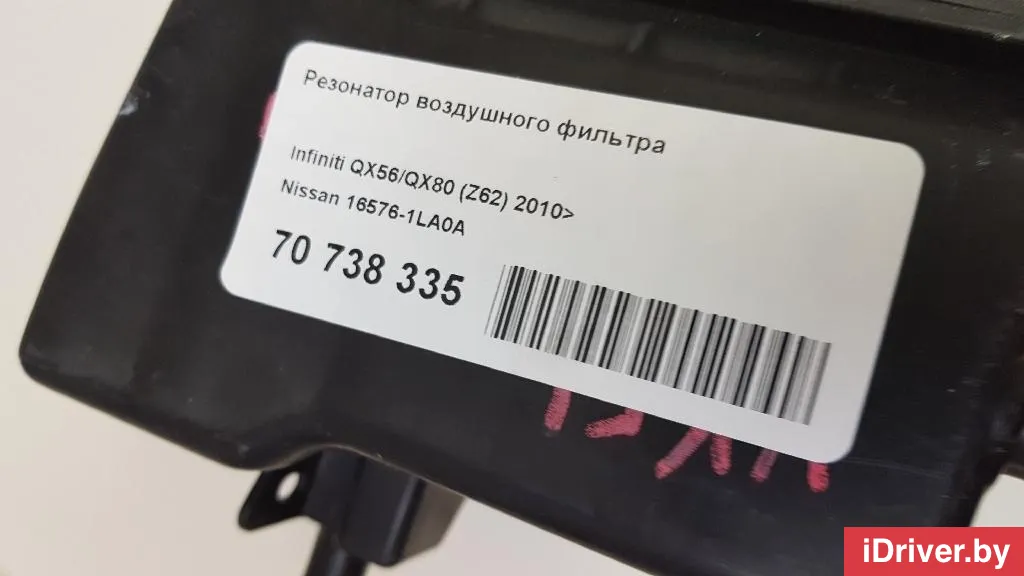 Резонатор воздушного фильтра
Infiniti QX56/QX80 (Z62) 2010>
Nissan 16576-1LA0A
70 738 335
iDriver.by